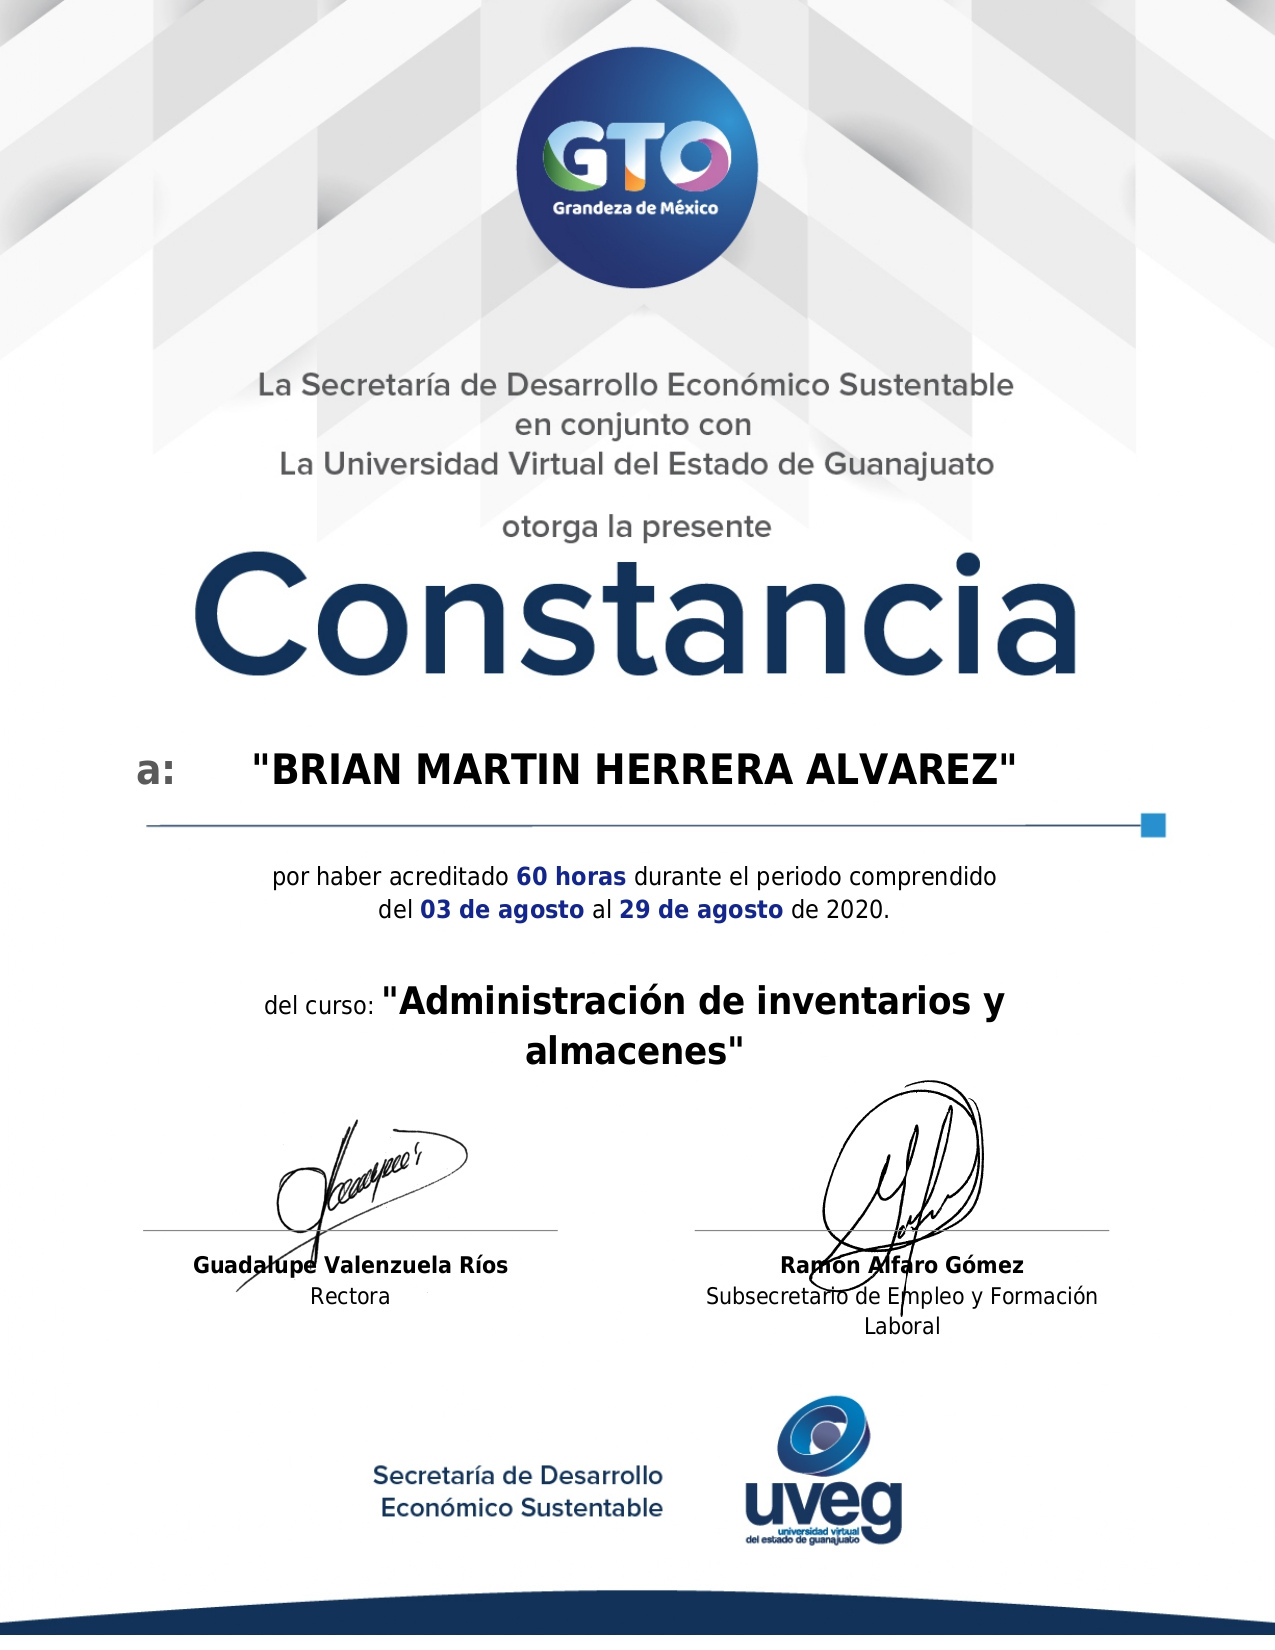 GTO
Grandeza de México
La Secretaría de Desarrollo Económico Sustentable
en conjunto con
La Universidad Virtual del Estado de Guanajuato
otorga la presente
Constancia
a: "BRIAN MARTIN HERRERA ALVAREZ"
por haber acreditado 60 horas durante el periodo comprendido
del 03 de agosto al 29 de agosto de 2020.
del curso: "Administración de inventarios y
almacenes"
Guadalupe Valenzuela Ríos
Rectora
Ramón Alfaro Gómez
Subsecretario de Empleo y Formación
Laboral
Secretaría de Desarrollo
Económico Sustentable
uveg
universidad virtual
del estado de guanajuato